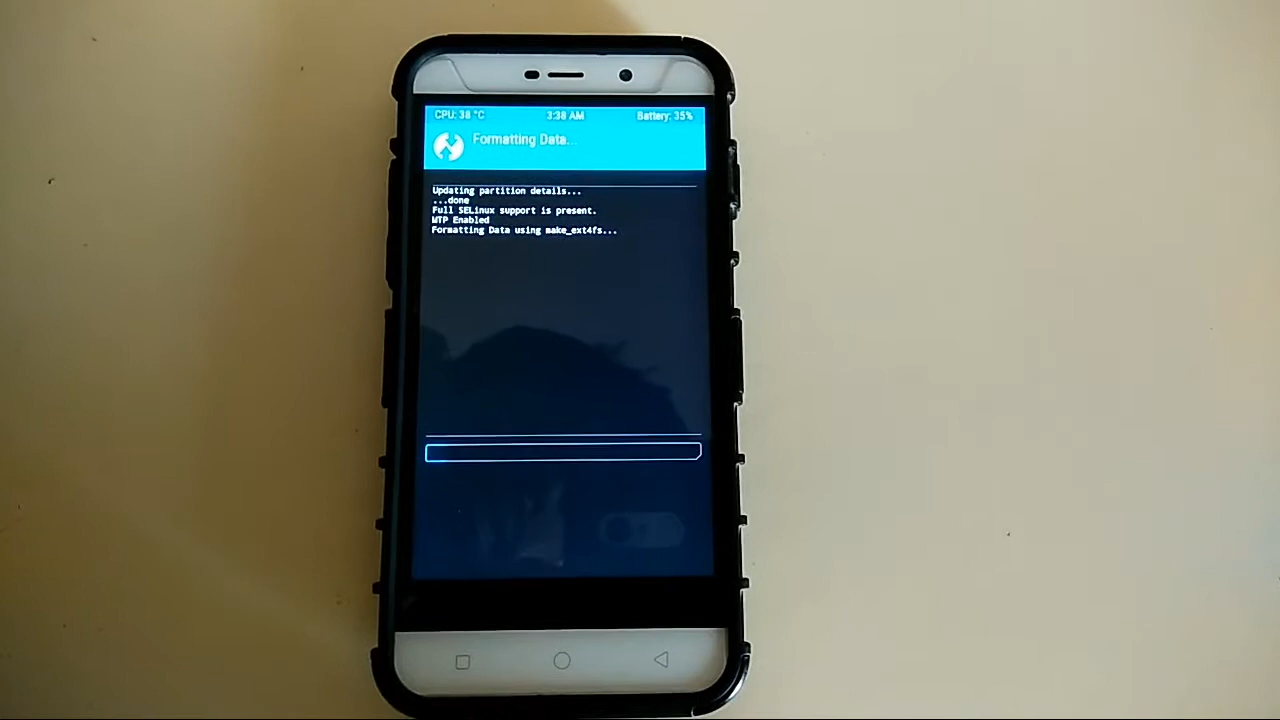 CPU: 38 °C 3:38 AM Battery: 35%
Formatting Data...
Updating partition details...
...done
Full SELinux support is present.
MTP Enabled
Formatting Data using make_ext4fs...